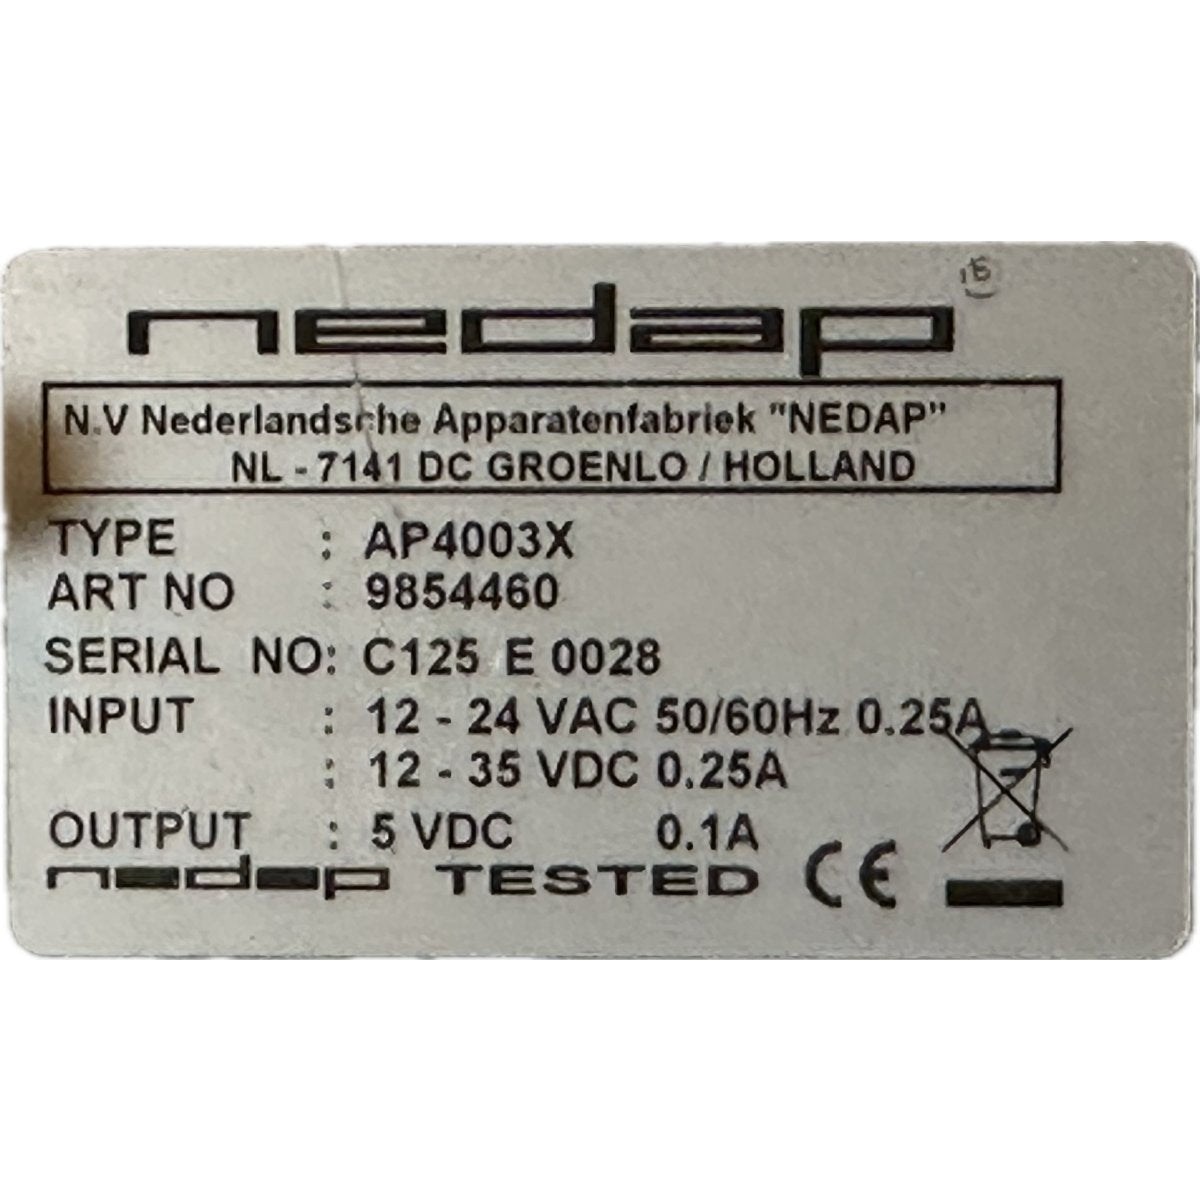 nedap
N.V Nederlandsche Apparatenfabriek "NEDAP"
NL - 7141 DC GROENLO / HOLLAND
TYPE : AP4003X
ART NO : 9854460
SERIAL NO: C125 E 0028
INPUT : 12 - 24 VAC 50/60Hz 0.25A
: 12 - 35 VDC 0.25A
OUTPUT : 5 VDC 0.1A
nedap TESTED CE